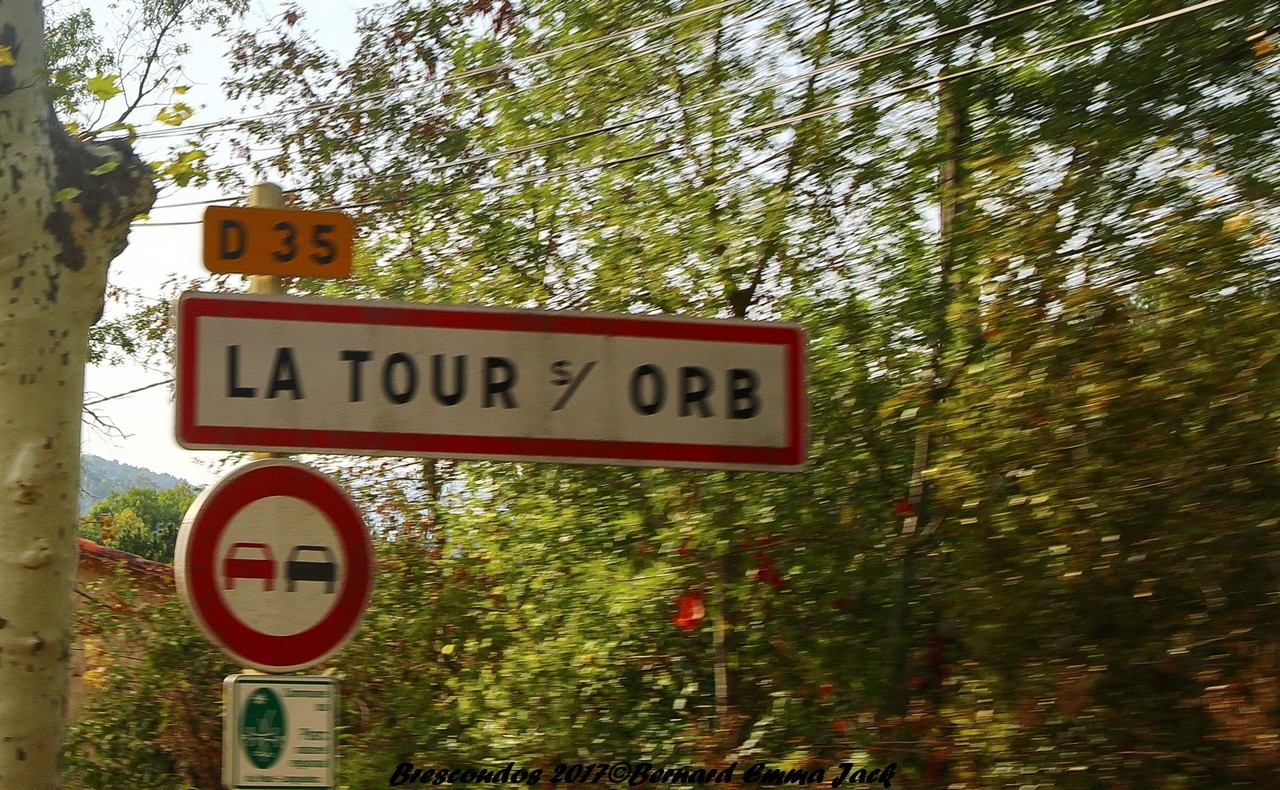 D 35
LA TOUR s/ ORB
Brescoudos 2017©Bernard Emma Jack